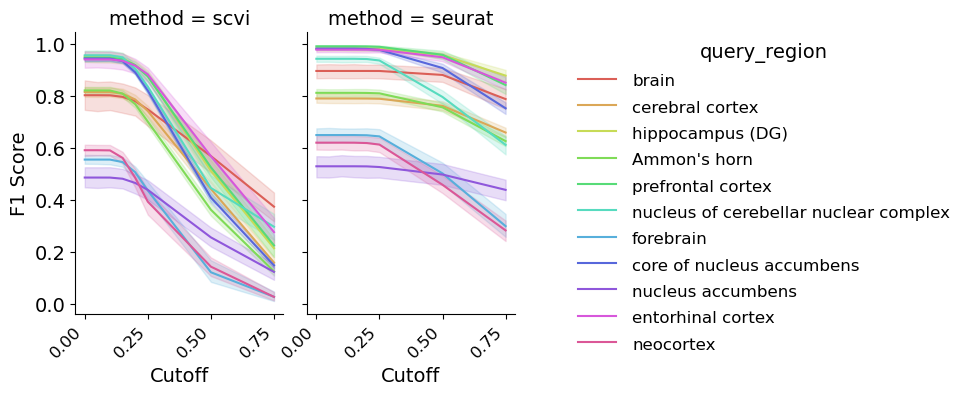 method = scvi
method = seurat
F1 Score
1.0
0.8
0.6
0.4
0.2
0.0
0.00
0.25
0.50
0.75
Cutoff
0.00
0.25
0.50
0.75
Cutoff
query_region
brain
cerebral cortex
hippocampus (DG)
Ammon's horn
prefrontal cortex
nucleus of cerebellar nuclear complex
forebrain
core of nucleus accumbens
nucleus accumbens
entorhinal cortex
neocortex